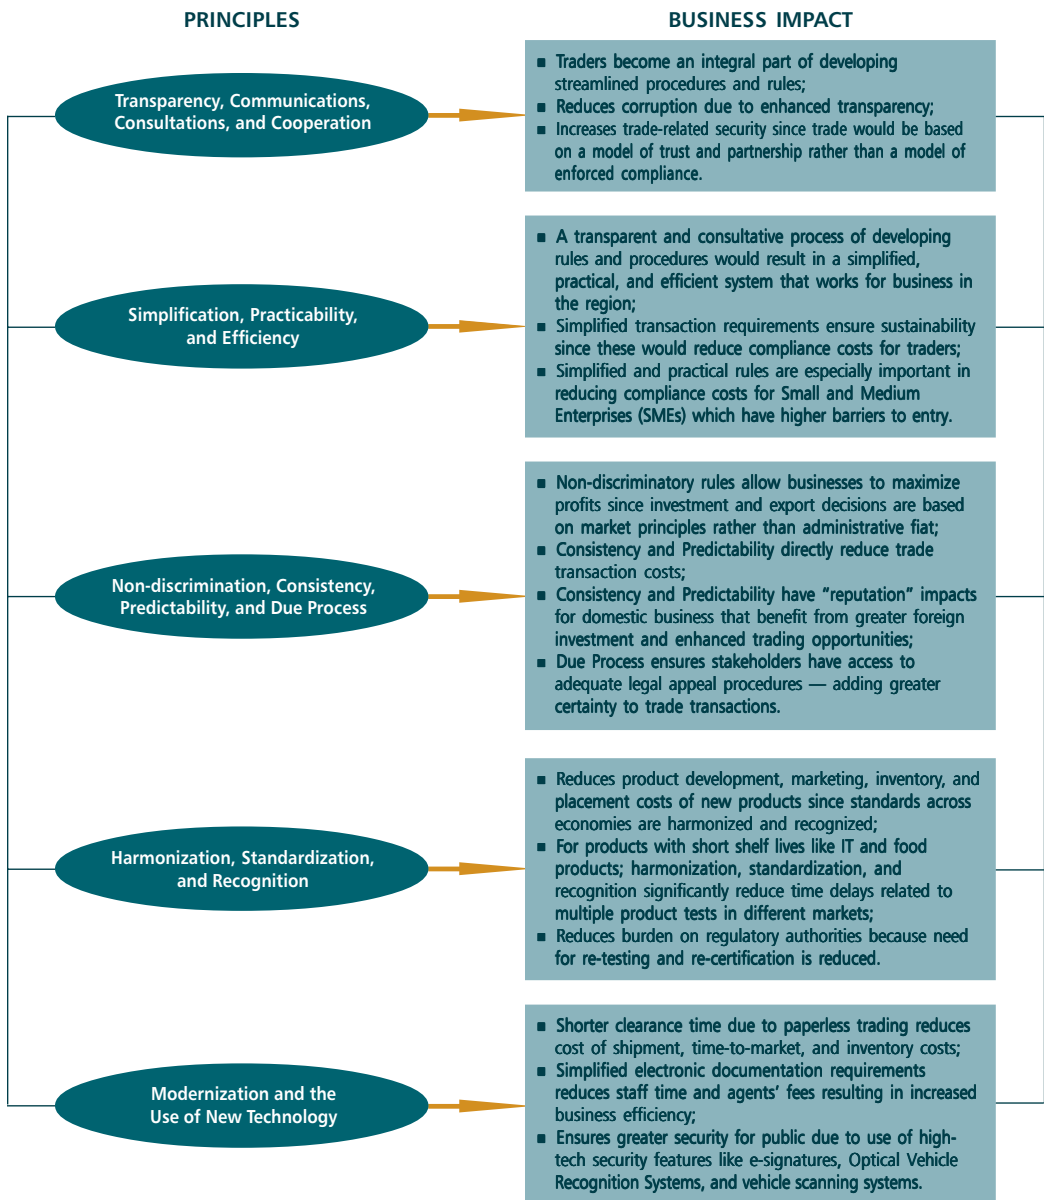 PRINCIPLES
BUSINESS IMPACT
Transparency, Communications,
Consultations, and Cooperation
■ Traders become an integral part of developing
streamlined procedures and rules;
■ Reduces corruption due to enhanced transparency;
■ Increases trade-related security since trade would be based
on a model of trust and partnership rather than a model of
enforced compliance.
Simplification, Practicability,
and Efficiency
■ A transparent and consultative process of developing
rules and procedures would result in a simplified,
practical, and efficient system that works for business in
the region;
■ Simplified transaction requirements ensure sustainability
since these would reduce compliance costs for traders;
■ Simplified and practical rules are especially important in
reducing compliance costs for Small and Medium
Enterprises (SMEs) which have higher barriers to entry.
Non-discrimination, Consistency,
Predictability, and Due Process
■ Non-discriminatory rules allow businesses to maximize
profits since investment and export decisions are based
on market principles rather than administrative fiat;
■ Consistency and Predictability directly reduce trade
transaction costs;
■ Consistency and Predictability have “reputation” impacts
for domestic business that benefit from greater foreign
investment and enhanced trading opportunities;
■ Due Process ensures stakeholders have access to
adequate legal appeal procedures — adding greater
certainty to trade transactions.
Harmonization, Standardization,
and Recognition
■ Reduces product development, marketing, inventory, and
placement costs of new products since standards across
economies are harmonized and recognized;
■ For products with short shelf lives like IT and food
products; harmonization, standardization, and
recognition significantly reduce time delays related to
multiple product tests in different markets;
■ Reduces burden on regulatory authorities because need
for re-testing and re-certification is reduced.
Modernization and the
Use of New Technology
■ Shorter clearance time due to paperless trading reduces
cost of shipment, time-to-market, and inventory costs;
■ Simplified electronic documentation requirements
reduces staff time and agents’ fees resulting in increased
business efficiency;
■ Ensures greater security for public due to use of high-
tech security features like e-signatures, Optical Vehicle
Recognition Systems, and vehicle scanning systems.